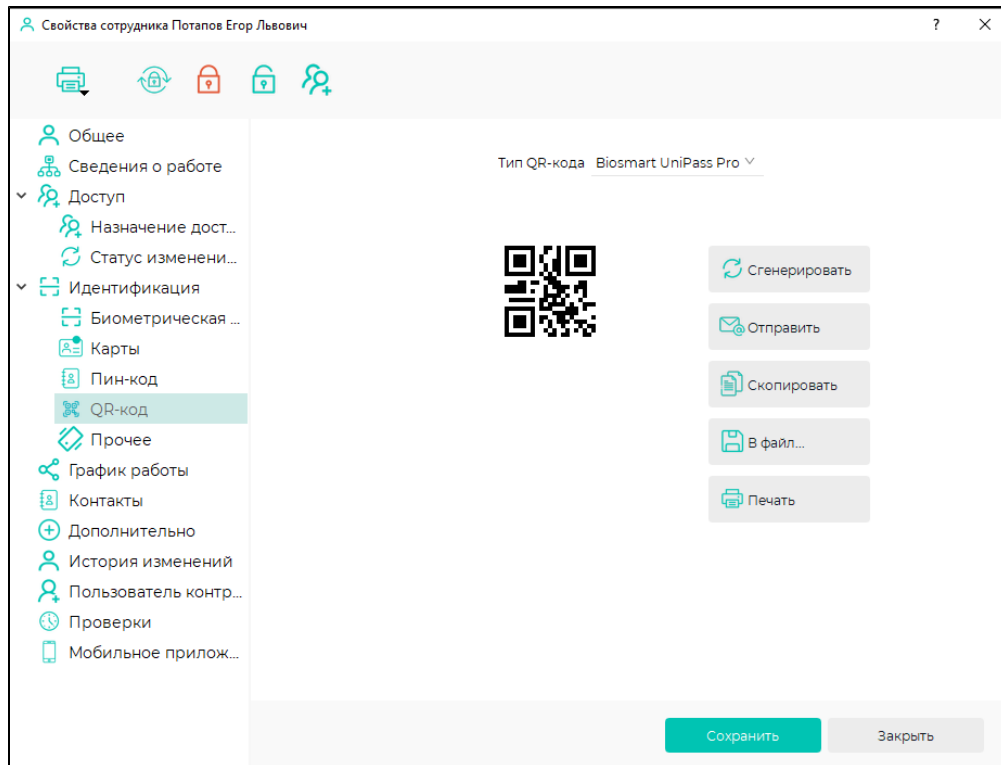 Свойства сотрудника Потапов Егор Львович
?
Общее
Сведения о работе
Доступ
Назначение дост...
Статус изменени...
Идентификация
Биометрическая ...
Карты
Пин-код
QR-код
Прочее
График работы
Контакты
Дополнительно
История изменений
Пользователь контр...
Проверки
Мобильное прилож...
Тип QR-кода Biosmart UniPass Pro
Сгенерировать
Отправить
Скопировать
В файл...
Печать
Сохранить
Закрыть